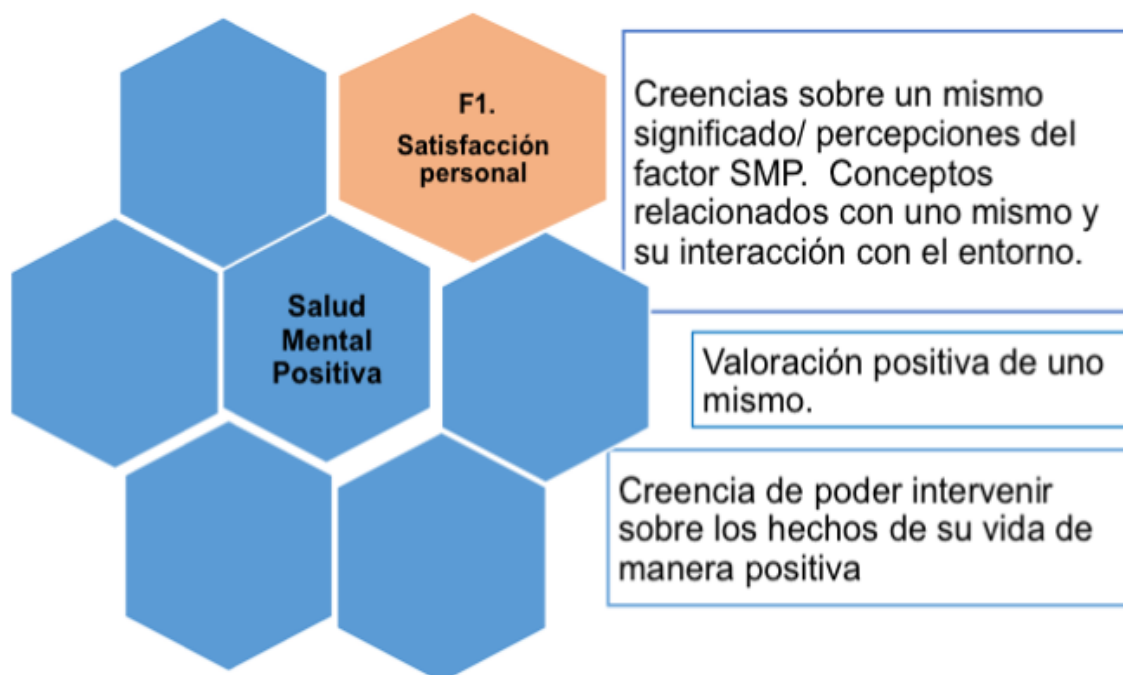 F1.
Satisfacción
personal
Salud
Mental
Positiva
Creencias sobre un mismo
significado/ percepciones del
factor SMP. Conceptos
relacionados con uno mismo y
su interacción con el entorno.
Valoración positiva de uno
mismo.
Creencia de poder intervenir
sobre los hechos de su vida de
manera positiva